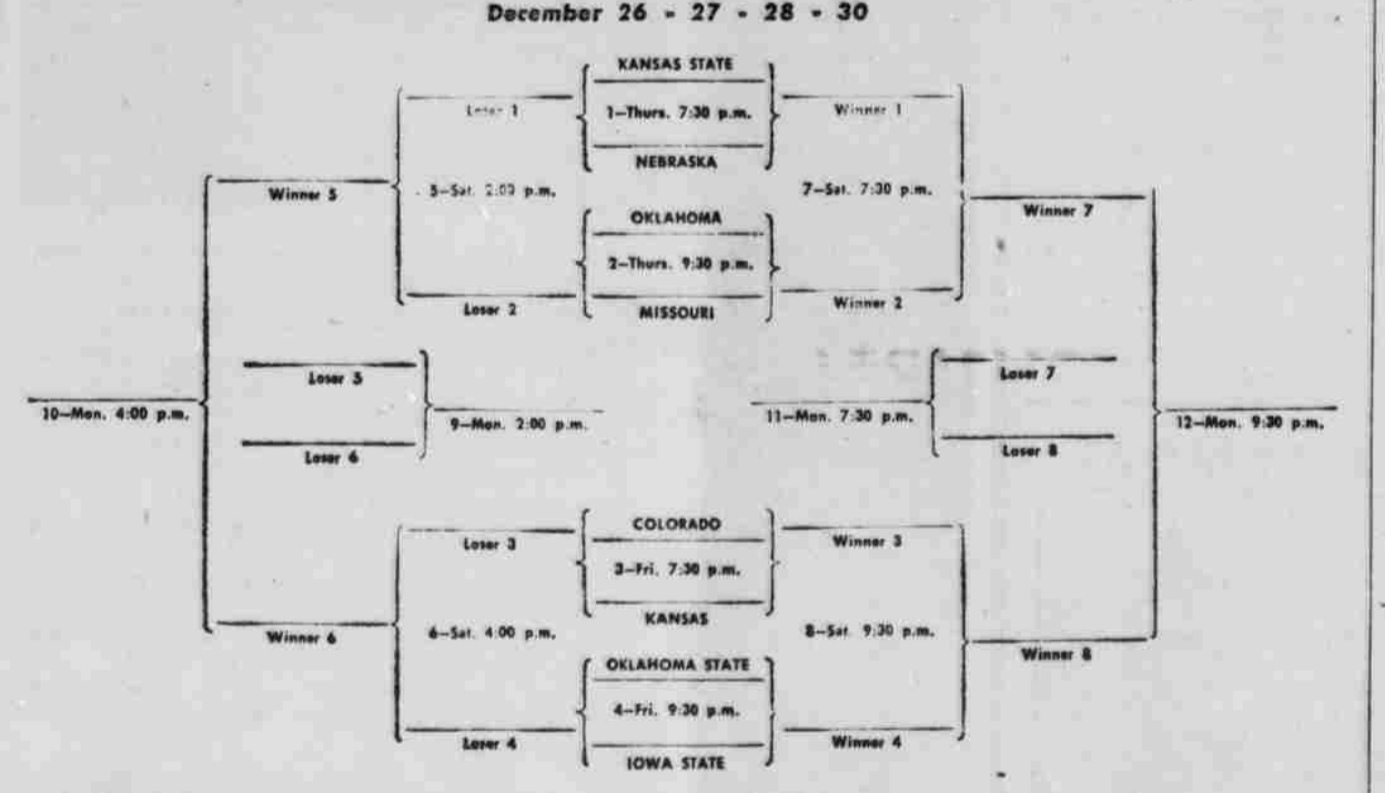 December 26 - 27 - 28 - 30
KANSAS STATE
Loser 1
1—Thurs. 7:30 p.m.
Winner 1
NEBRASKA
Winner 5
5—Sat. 2:00 p.m.
7—Sat. 7:30 p.m.
Winner 7
OKLAHOMA
2—Thurs. 9:30 p.m.
Loser 2
MISSOURI
Winner 2
Loser 5
Loser 7
10—Mon. 4:00 p.m.
9—Mon. 2:00 p.m.
11—Mon. 7:30 p.m.
12—Mon. 9:30 p.m.
Loser 6
Loser 8
COLORADO
Loser 3
Winner 3
3—Fri. 7:30 p.m.
KANSAS
Winner 6
6—Sat. 4:00 p.m.
8—Sat. 9:30 p.m.
Winner 8
OKLAHOMA STATE
4—Fri. 9:30 p.m.
Loser 4
Winner 4
IOWA STATE